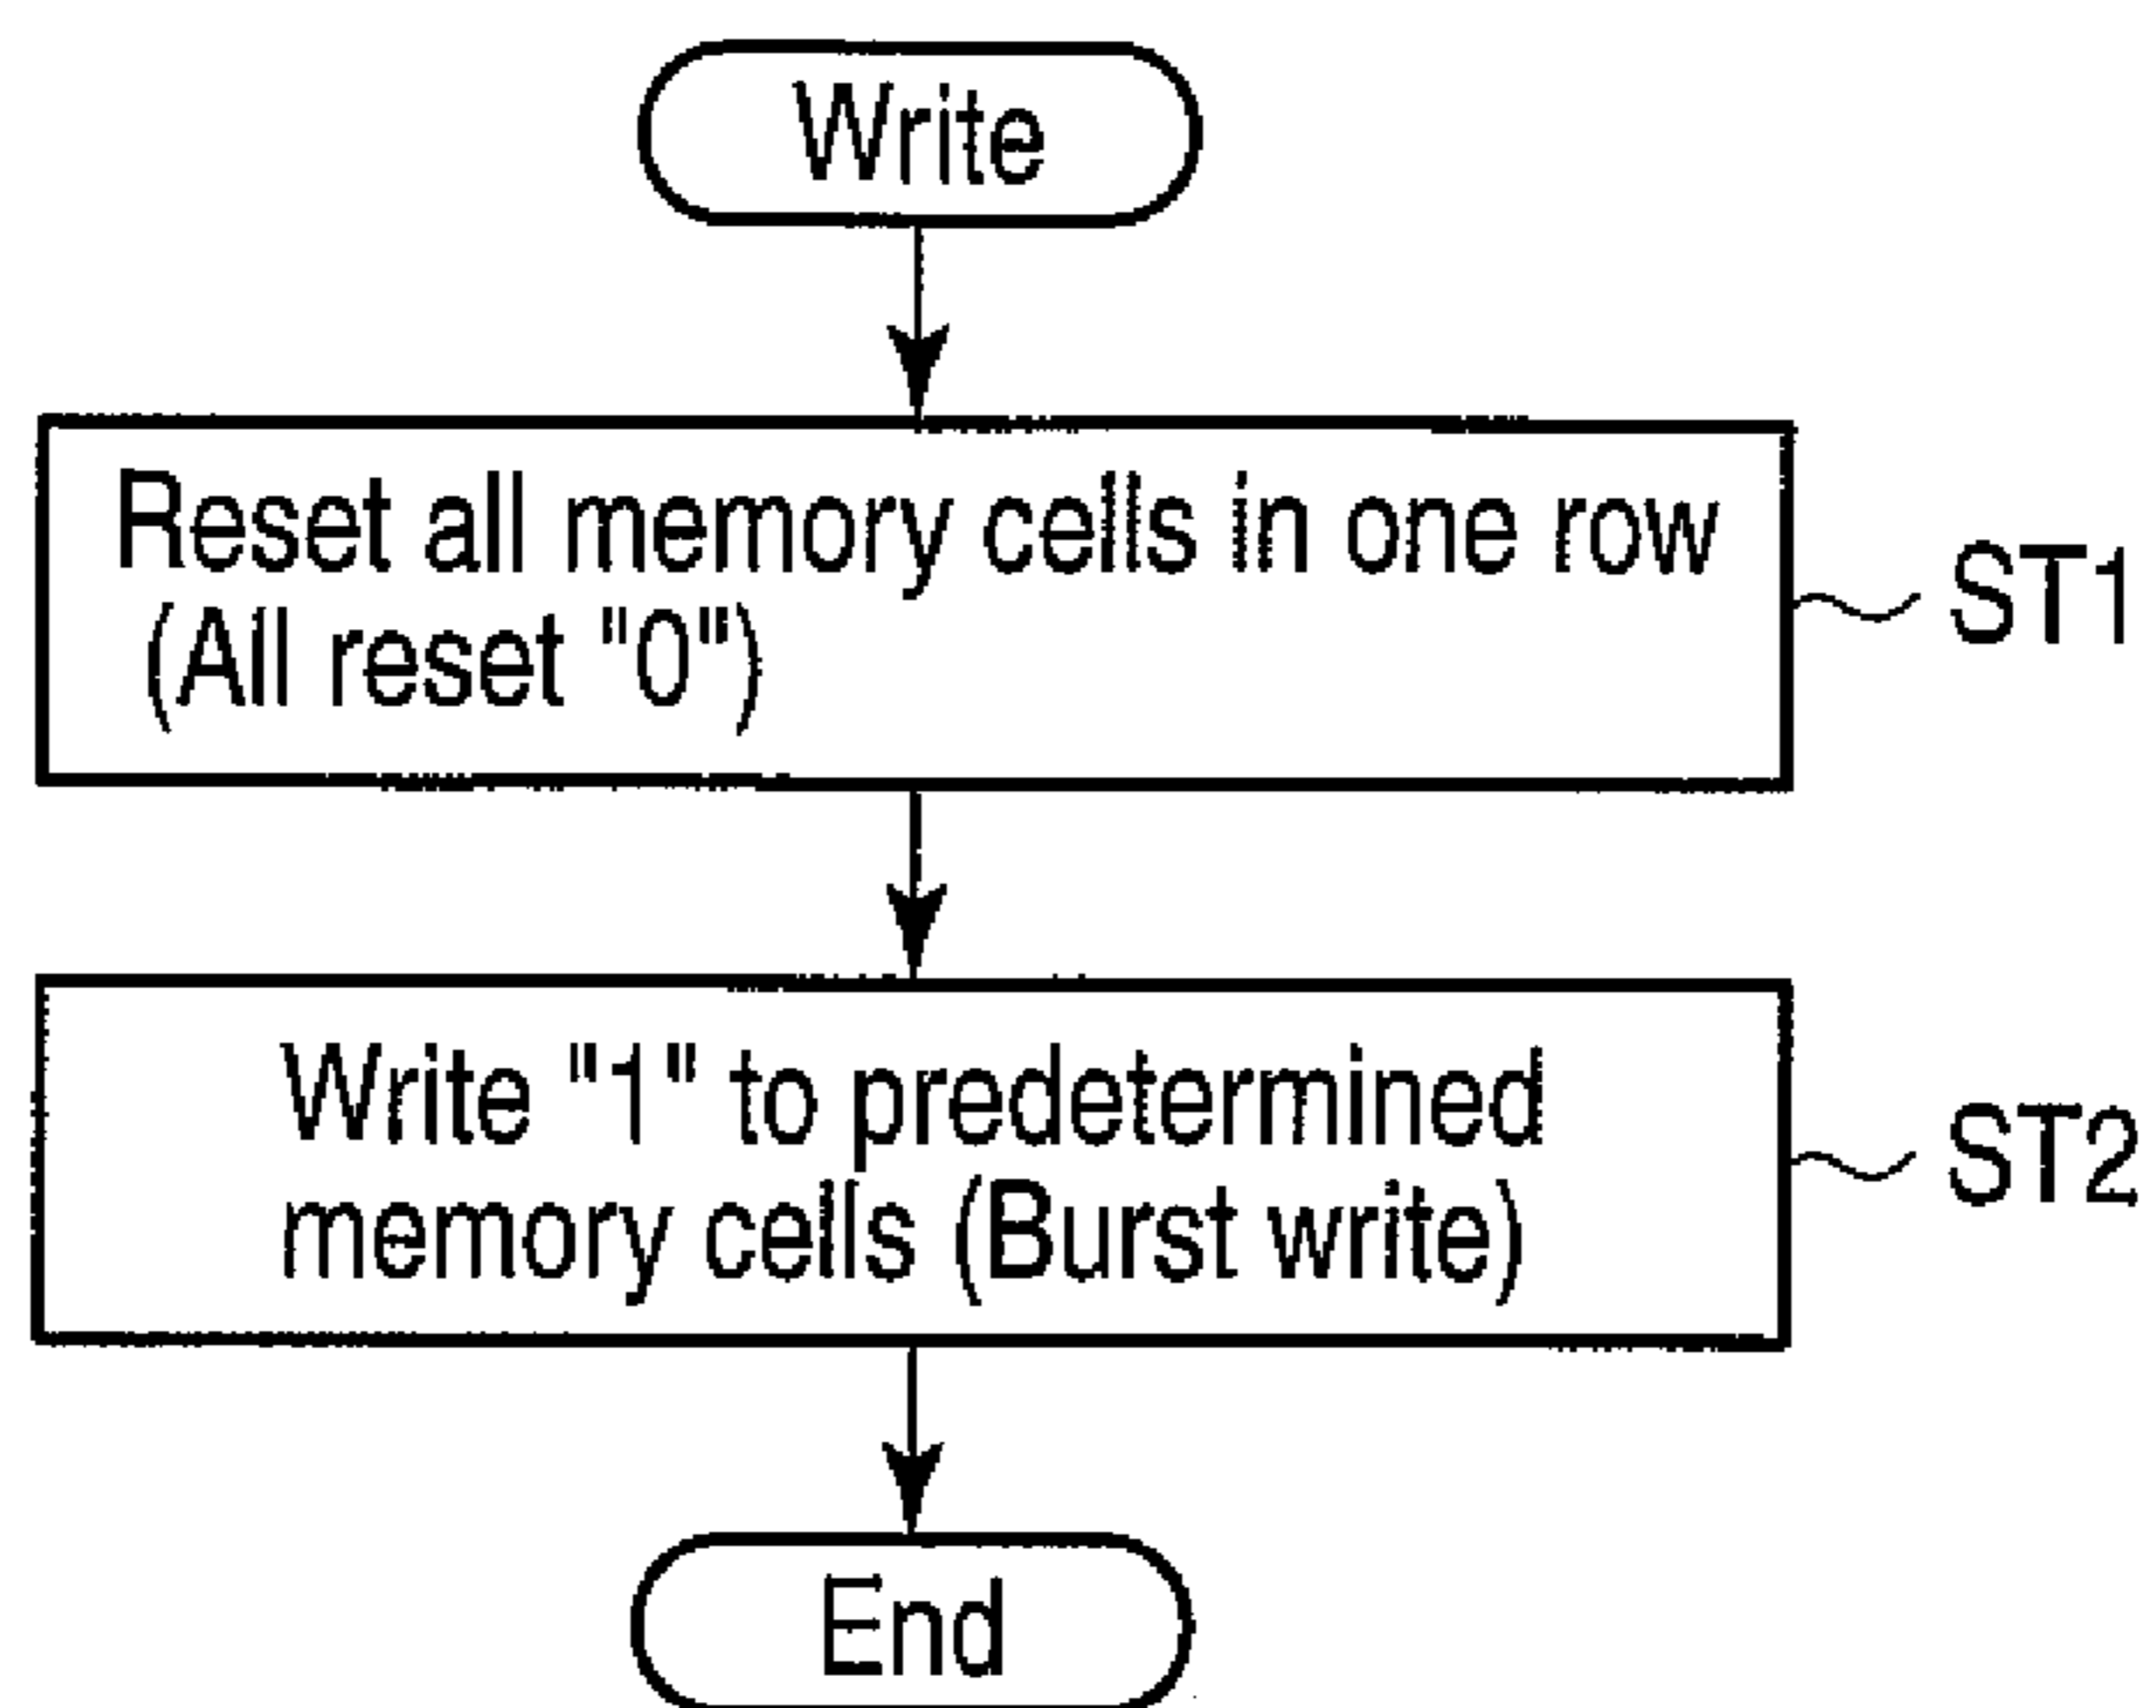 Write
Reset all memory cells in one row
(All reset "0")
ST1
Write "1" to predetermined
memory cells (Burst write)
ST2
End